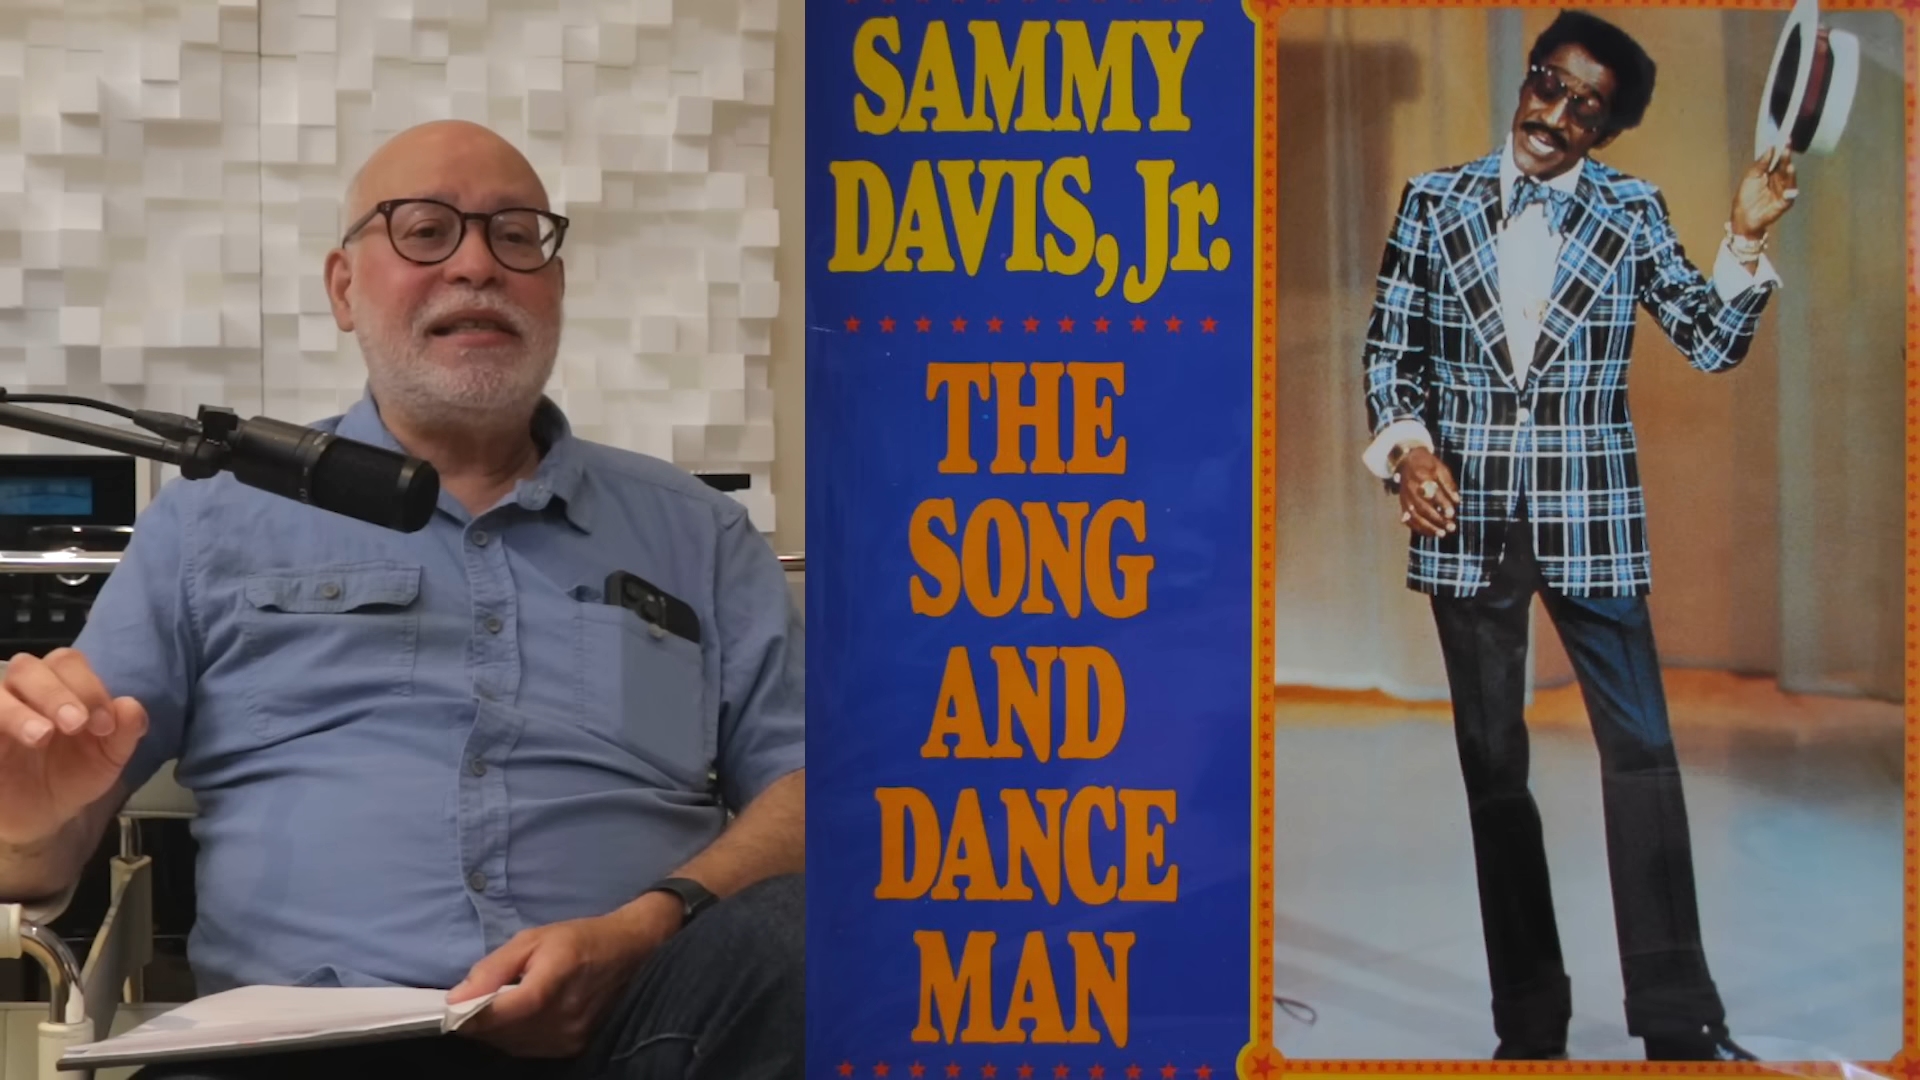 SAMMY
DAVIS, Jr.
THE
SONG
AND
DANCE
MAN